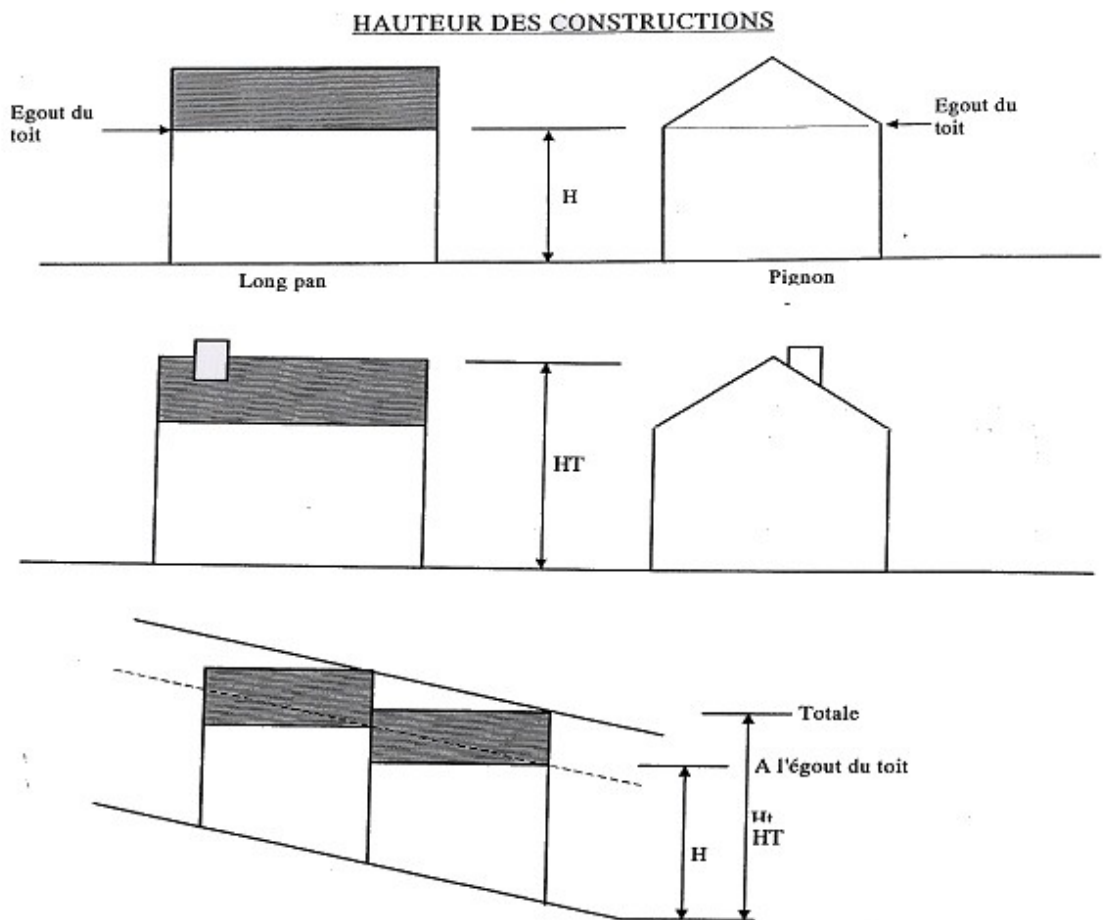 HAUTEUR DES CONSTRUCTIONS
Egout du
toit
H
Egout du
toit
Long pan
Pignon
HT
Totale
A l'égout du toit
Ht
HT
H